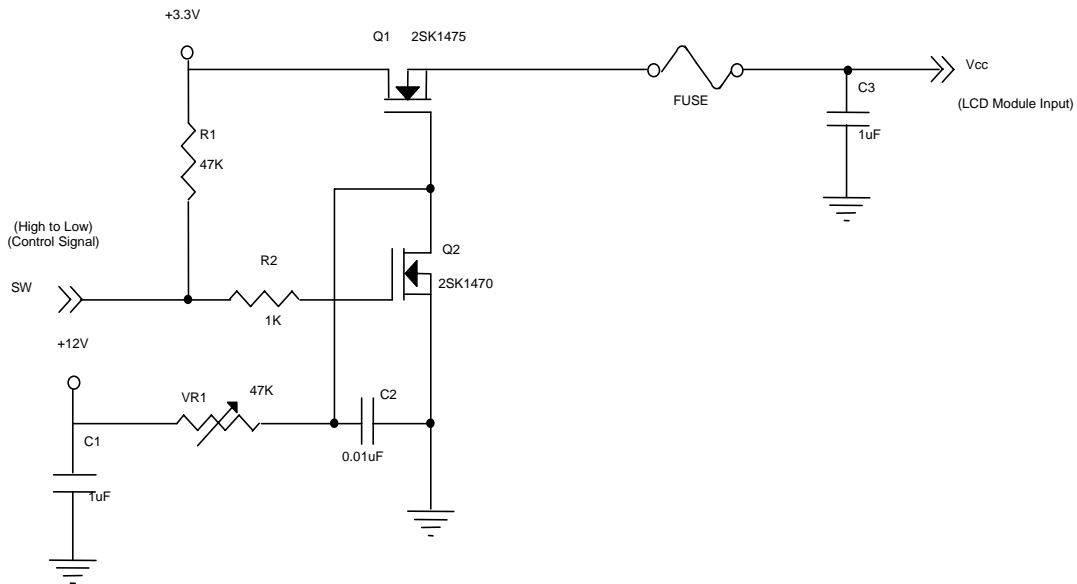 +3.3V
Q1 2SK1475
Vcc
C3
FUSE
(LCD Module Input)
1uF
R1
47K
(High to Low)
(Control Signal)
Q2
R2
2SK1470
SW
1K
+12V
47K
VR1
C2
C1
0.01uF
1uF